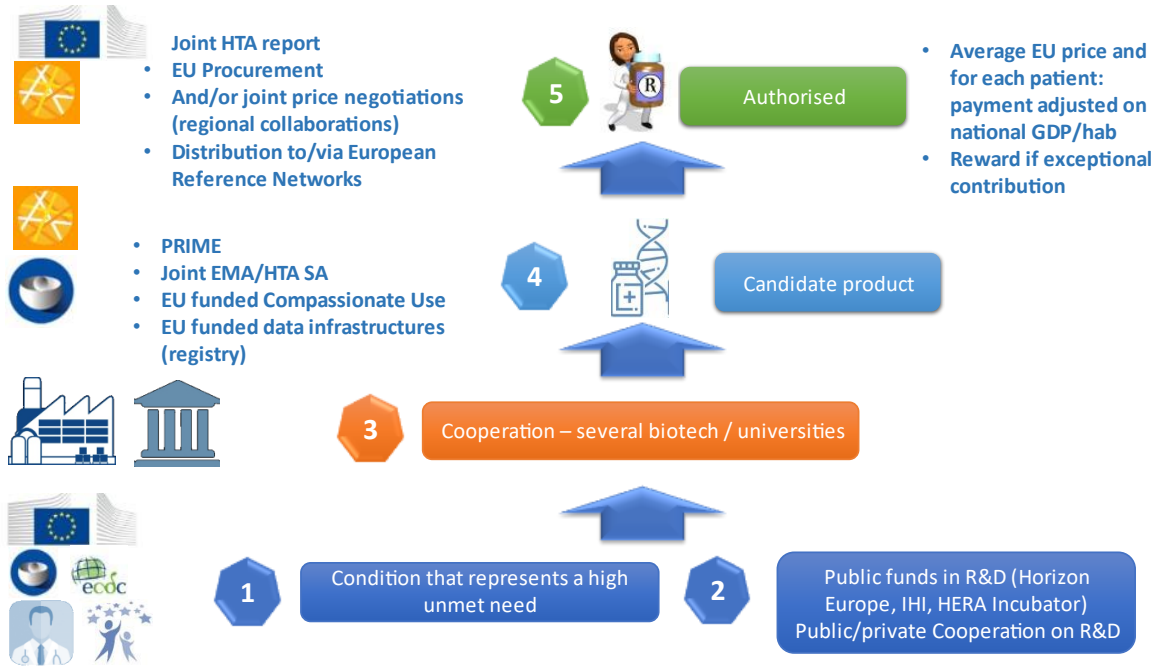 Joint HTA report
• EU Procurement
• And/or joint price negotiations
(regional collaborations)
• Distribution to/via European
Reference Networks
5
R
Authorised
• Average EU price and
for each patient:
payment adjusted on
national GDP/hab
• Reward if exceptional
contribution
• PRIME
• Joint EMA/HTA SA
• EU funded Compassionate Use
• EU funded data infrastructures
(registry)
4
Candidate product
3
Cooperation – several biotech / universities
ecdc
1
Condition that represents a high
unmet need
2
Public funds in R&D (Horizon
Europe, IHI, HERA Incubator)
Public/private Cooperation on R&D